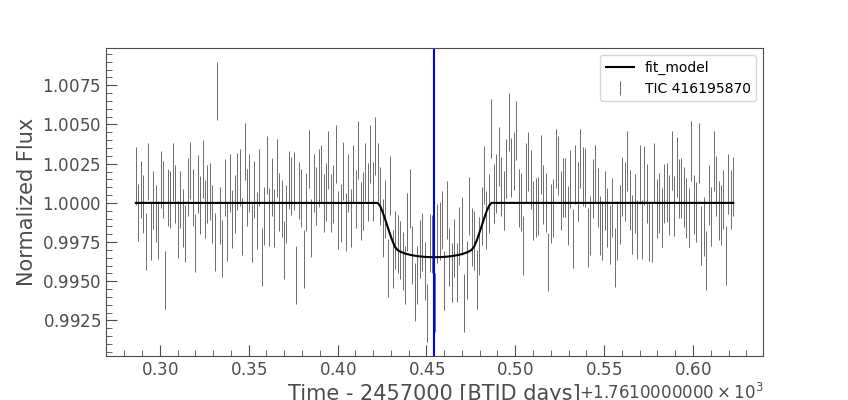 fit_model
TIC 416195870
1.0075
1.0050
1.0025
1.0000
0.9975
0.9950
0.9925
Normalized Flux
0.30 0.35 0.40 0.45 0.50 0.55 0.60
Time - 2457000 [BTJD days]
+1.7610000000 × 10³